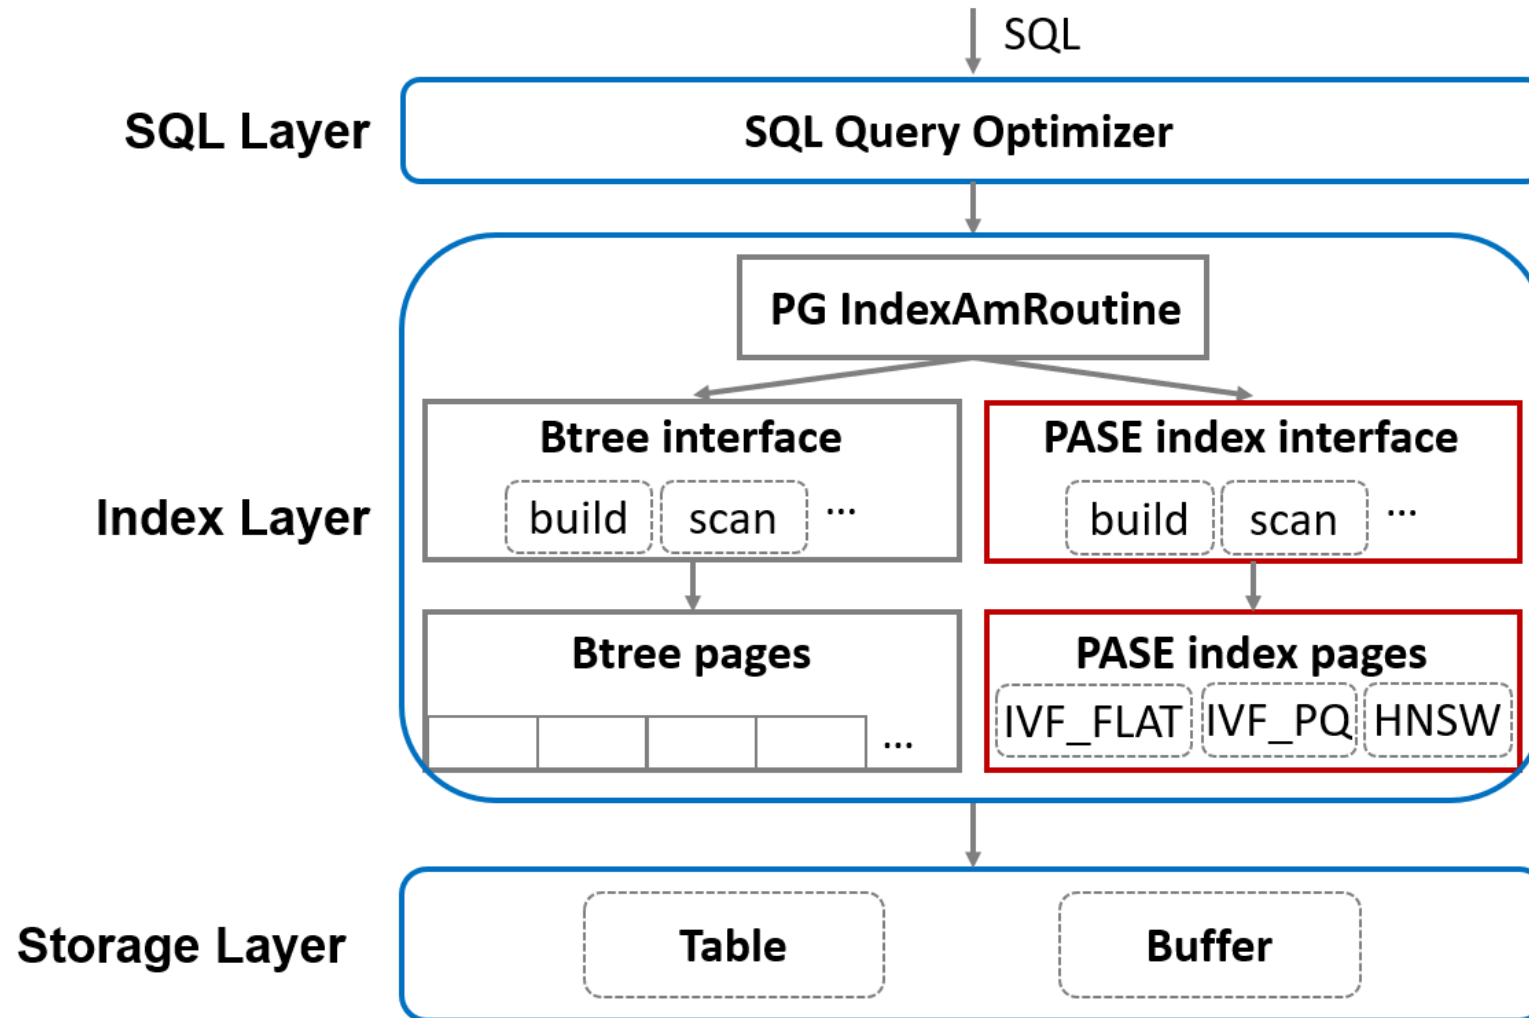 SQL
SQL Layer
SQL Query Optimizer
PG IndexAmRoutine
Index Layer
Btree interface
build scan ...
PASE index interface
build scan ...
Btree pages
...
PASE index pages
IVF_FLAT IVF_PQ HNSW
Storage Layer
Table
Buffer